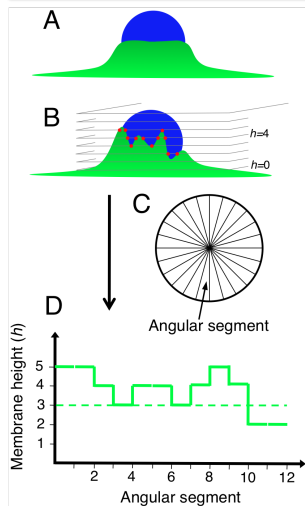 A
B
h=4
h=0
C
Angular segment
D
Membrane height (h)
5
4
3
2
1
2 4 6 8 10 12
Angular segment